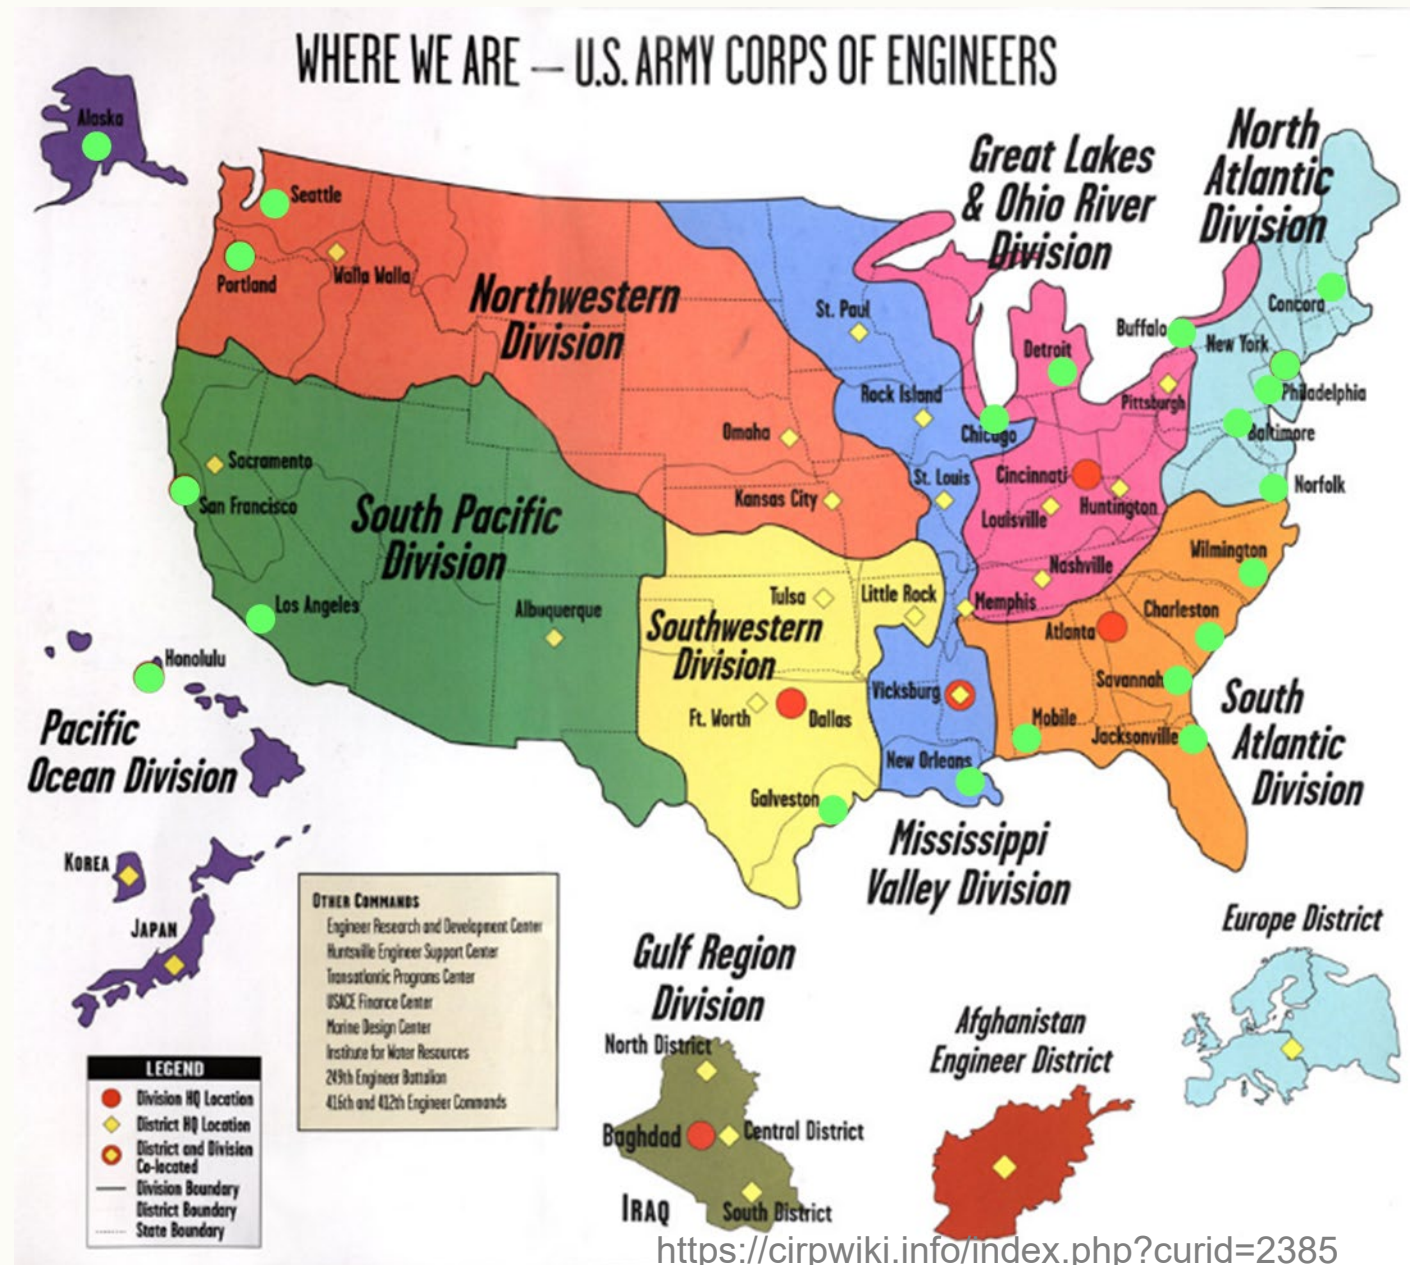 WHERE WE ARE – U.S. ARMY CORPS OF ENGINEERS
Alaska
Seattle
Portland
Walla Walla
Northwestern
Division
Great Lakes
& Ohio River
Division
North
Atlantic
Division
St. Paul
Rock Island
Omaha
Kansas City
St. Louis
Chicago
Detroit
Buffalo
Pittsburgh
Concord
New York
Philadelphia
Baltimore
Norfolk
Cincinnati
Louisville
Huntington
Nashville
Memphis
Sacramento
San Francisco
South Pacific
Division
Los Angeles
Albuquerque
Tulsa
Little Rock
Southwestern
Division
Ft. Worth
Dallas
Galveston
Vicksburg
New Orleans
Mississippi
Valley Division
Wilmington
Charleston
Atlanta
Savannah
Mobile
Jacksonville
South
Atlantic
Division
Honolulu
Pacific
Ocean Division
KOREA
JAPAN
OTHER COMMANDS
Engineer Research and Development Center
Huntsville Engineer Support Center
Transatlantic Programs Center
USACE Finance Center
Marine Design Center
Institute for Water Resources
249th Engineer Battalion
416th and 412th Engineer Commands
LEGEND
Division HQ Location
District HQ Location
District and Division
Co-located
Division Boundary
District Boundary
State Boundary
Gulf Region
Division
North District
Baghdad
Central District
IRAQ
South District
Afghanistan
Engineer District
Europe District
https://cirpwiki.info/index.php?curid=2385